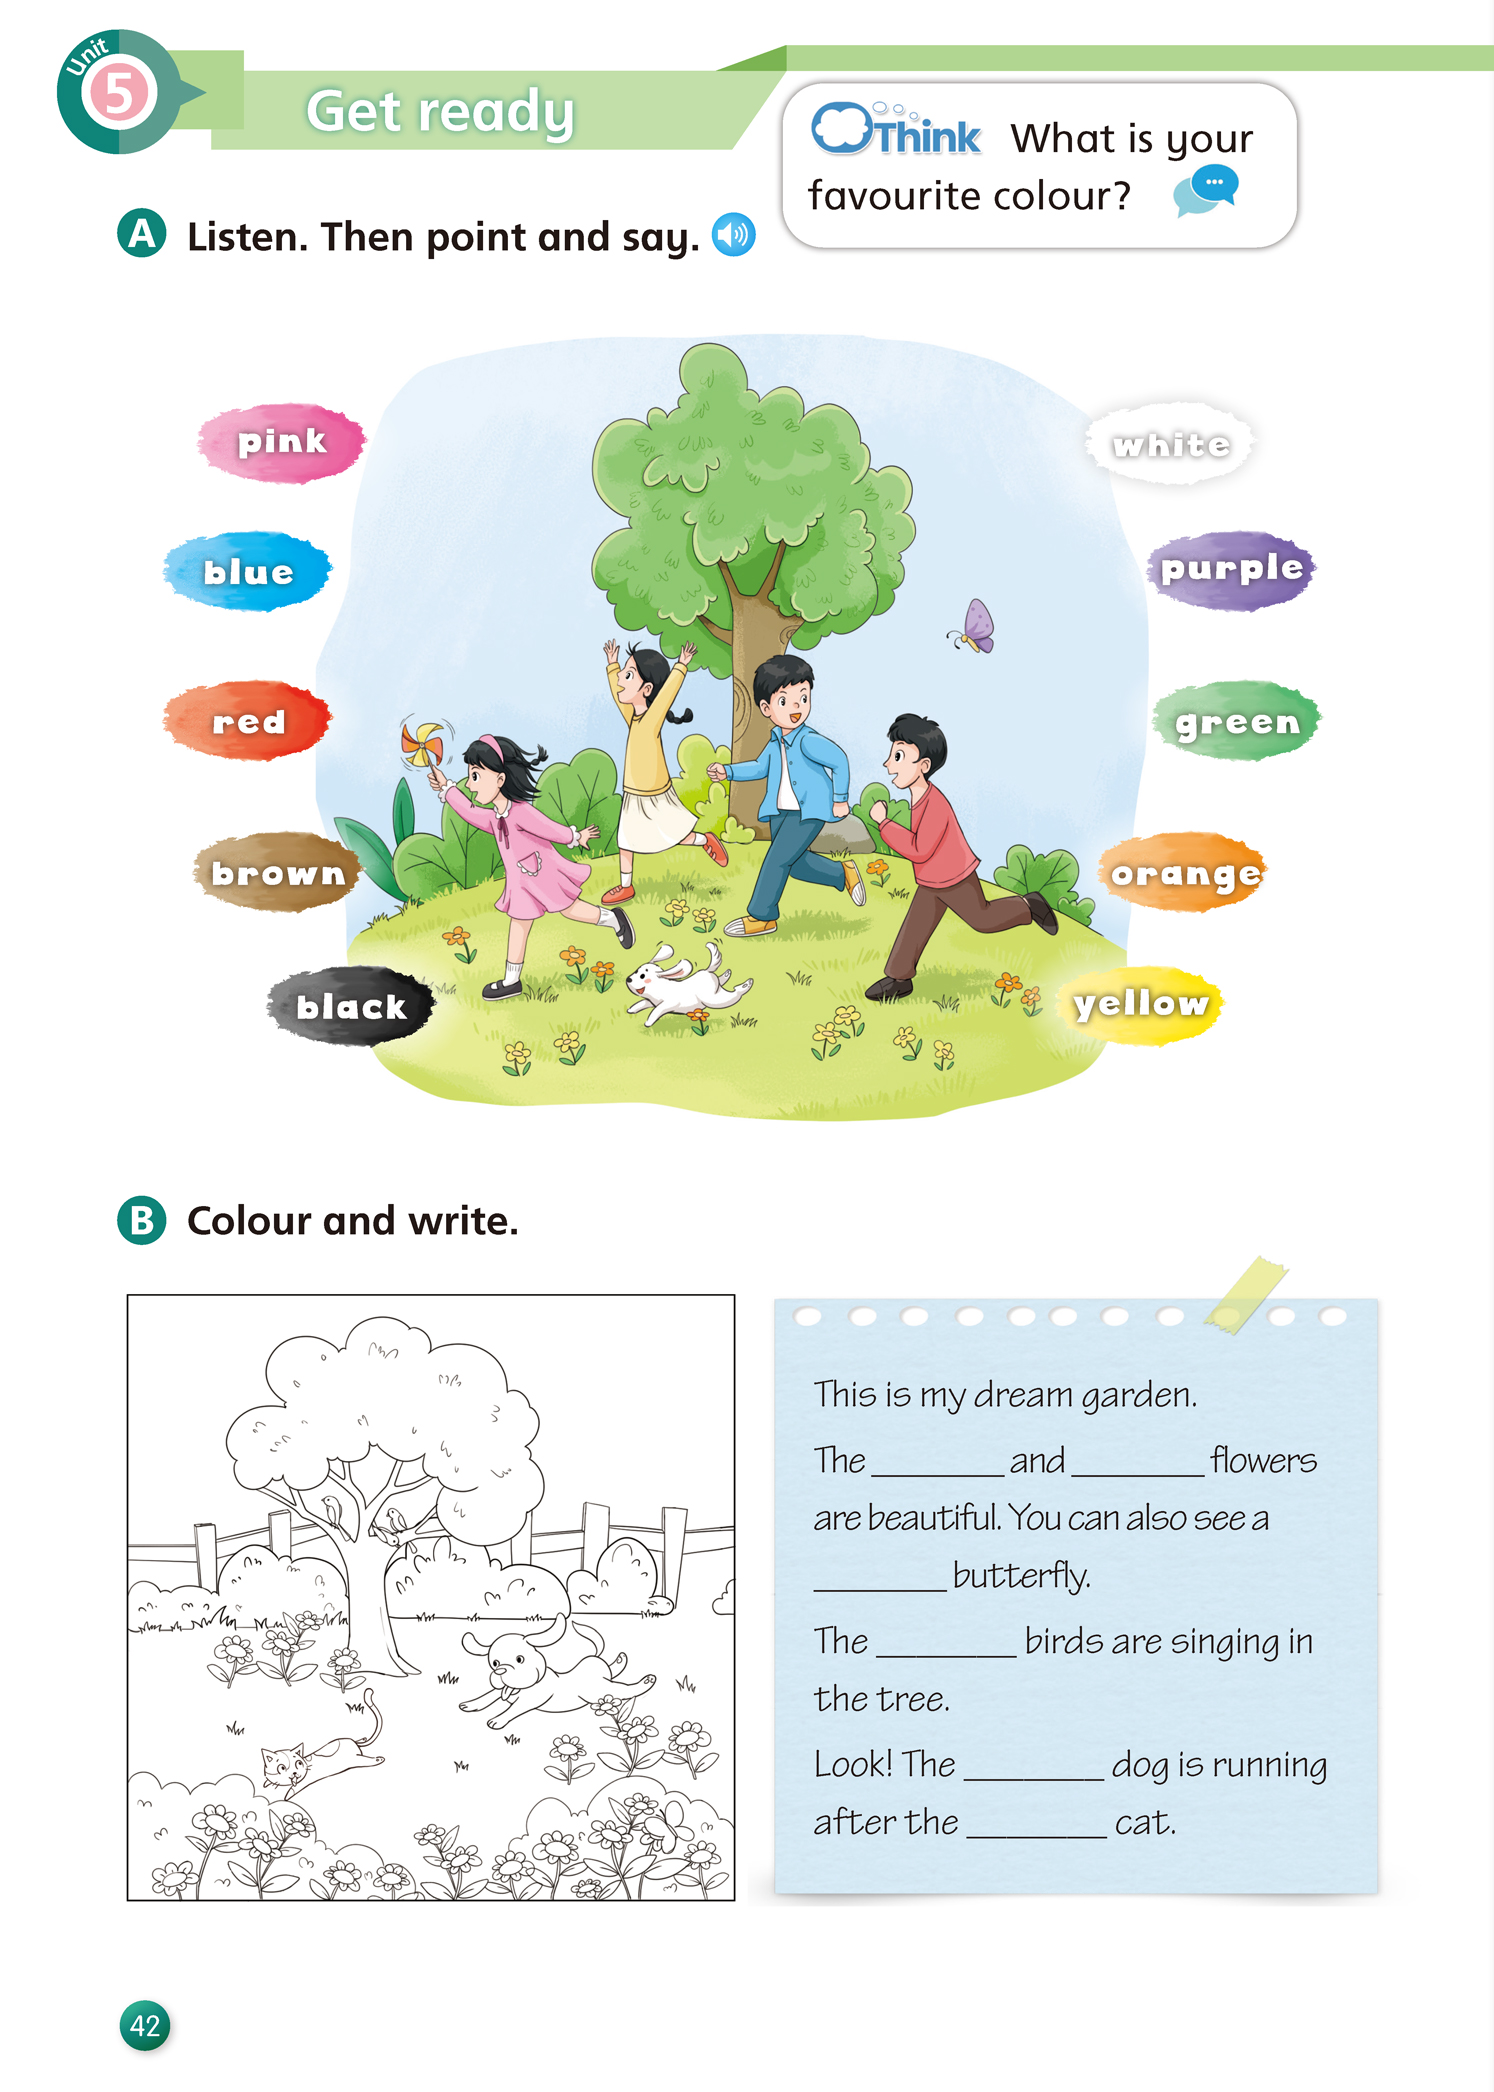 Unit
5
Get ready
Think What is your
favourite colour?
A Listen. Then point and say.
pink
white
blue
purple
red
green
brown
orange
black
yellow
B Colour and write.
This is my dream garden.
The ________ and ________ flowers
are beautiful. You can also see a
________ butterfly.
The ________ birds are singing in
the tree.
Look! The ________ dog is running
after the ________ cat.
42